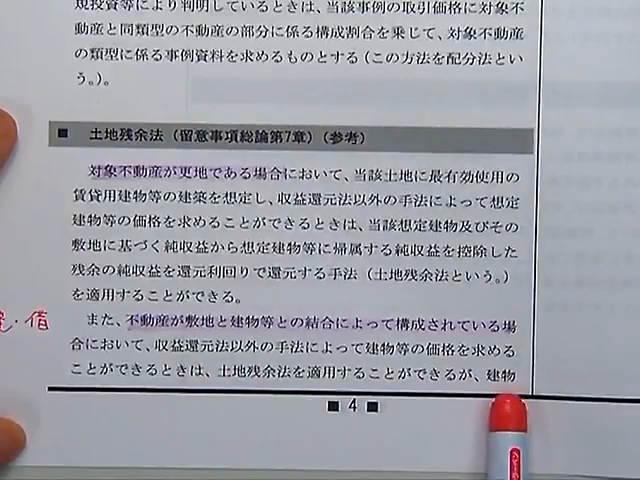 規投資等により判明しているときは、当該事例の取引価格に対象不
動産と同類型の不動産の部分に係る構成割合を乗じて、対象不動産
の類型に係る事例資料を求めるものとする（この方法を配分法とい
う。）。
■ 土地残余法（留意事項総論第7章）（参考）
対象不動産が更地である場合において、当該土地に最有効使用の
賃貸用建物等の建築を想定し、収益還元法以外の手法によって想定
建物等の価格を求めることができるときは、当該想定建物及びその
敷地に基づく純収益から想定建物等に帰属する純収益を控除した
残余の純収益を還元利回りで還元する手法（土地残余法という。）
を適用することができる。
また、不動産が敷地と建物等との結合によって構成されている場
・借
合において、収益還元法以外の手法によって建物等の価格を求める
ことができるときは、土地残余法を適用することができるが、建物
■ 4 ■